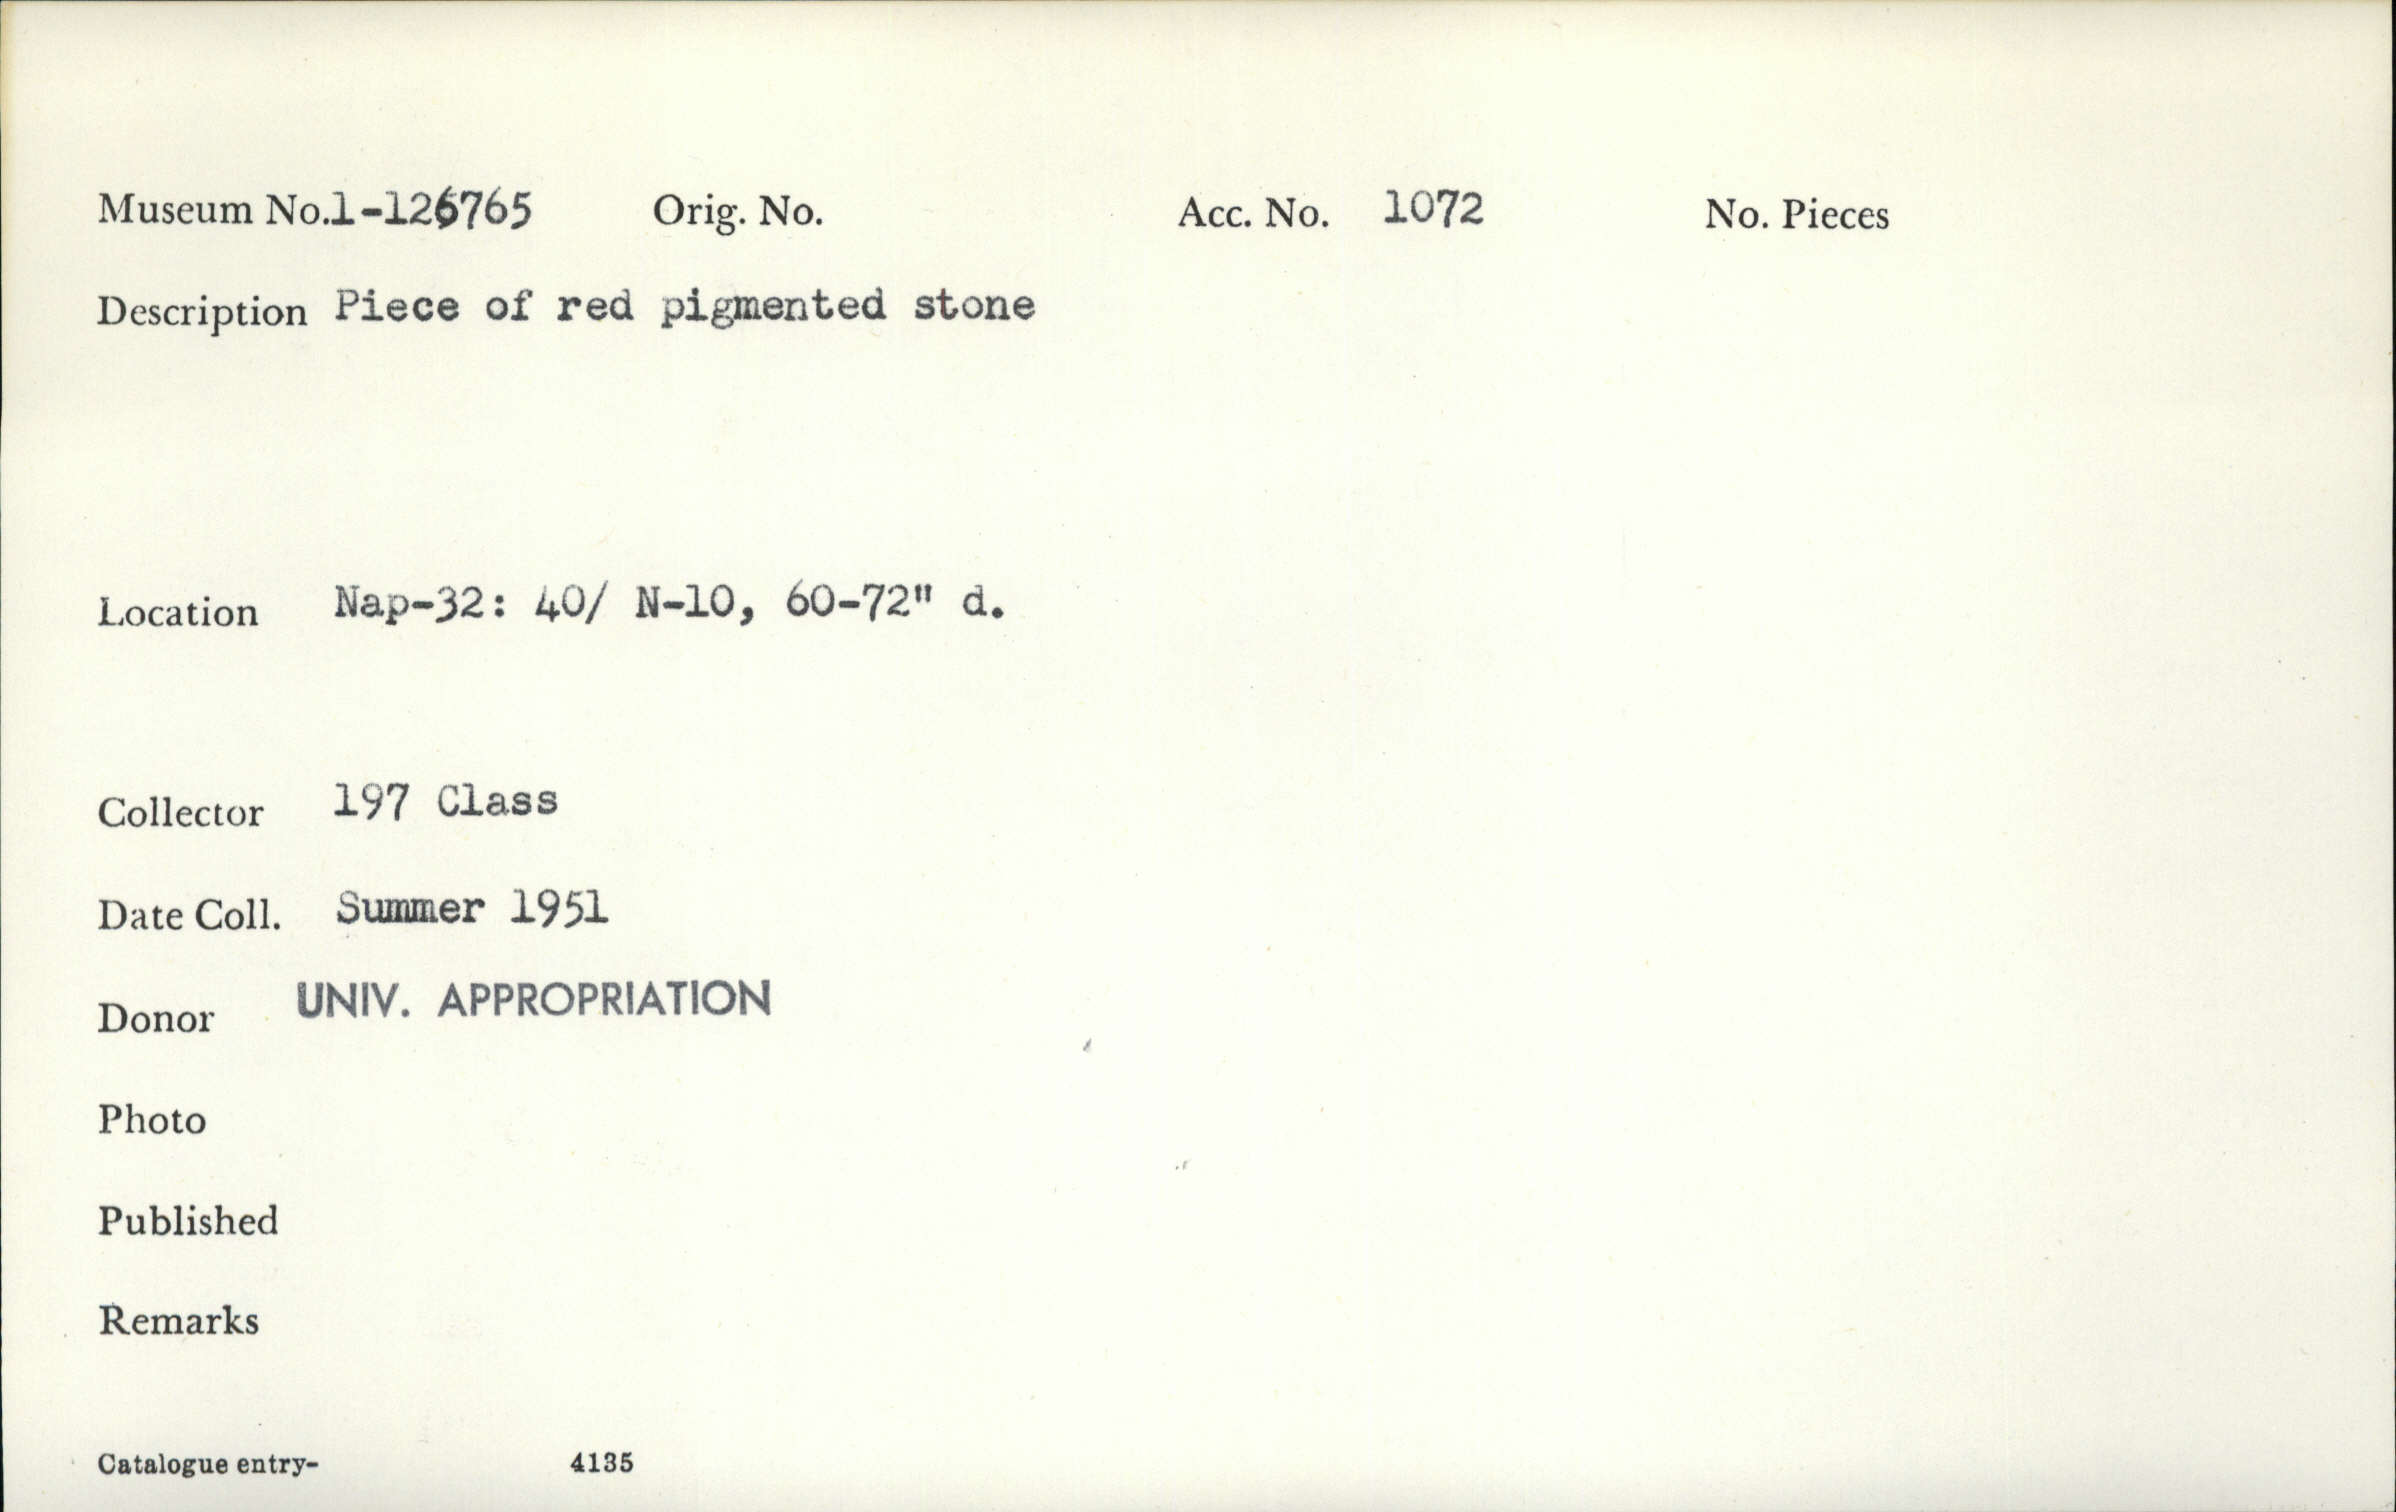 Museum No. 1-126765 Orig. No. Acc. No. 1072 No. Pieces
Description Piece of red pigmented stone
Location Nap-32: 40/ N-10, 60-72" d.
Collector 197 Class
Date Coll. Summer 1951
Donor UNIV. APPROPRIATION
Photo
Published
Remarks
Catalogue entry- 4135